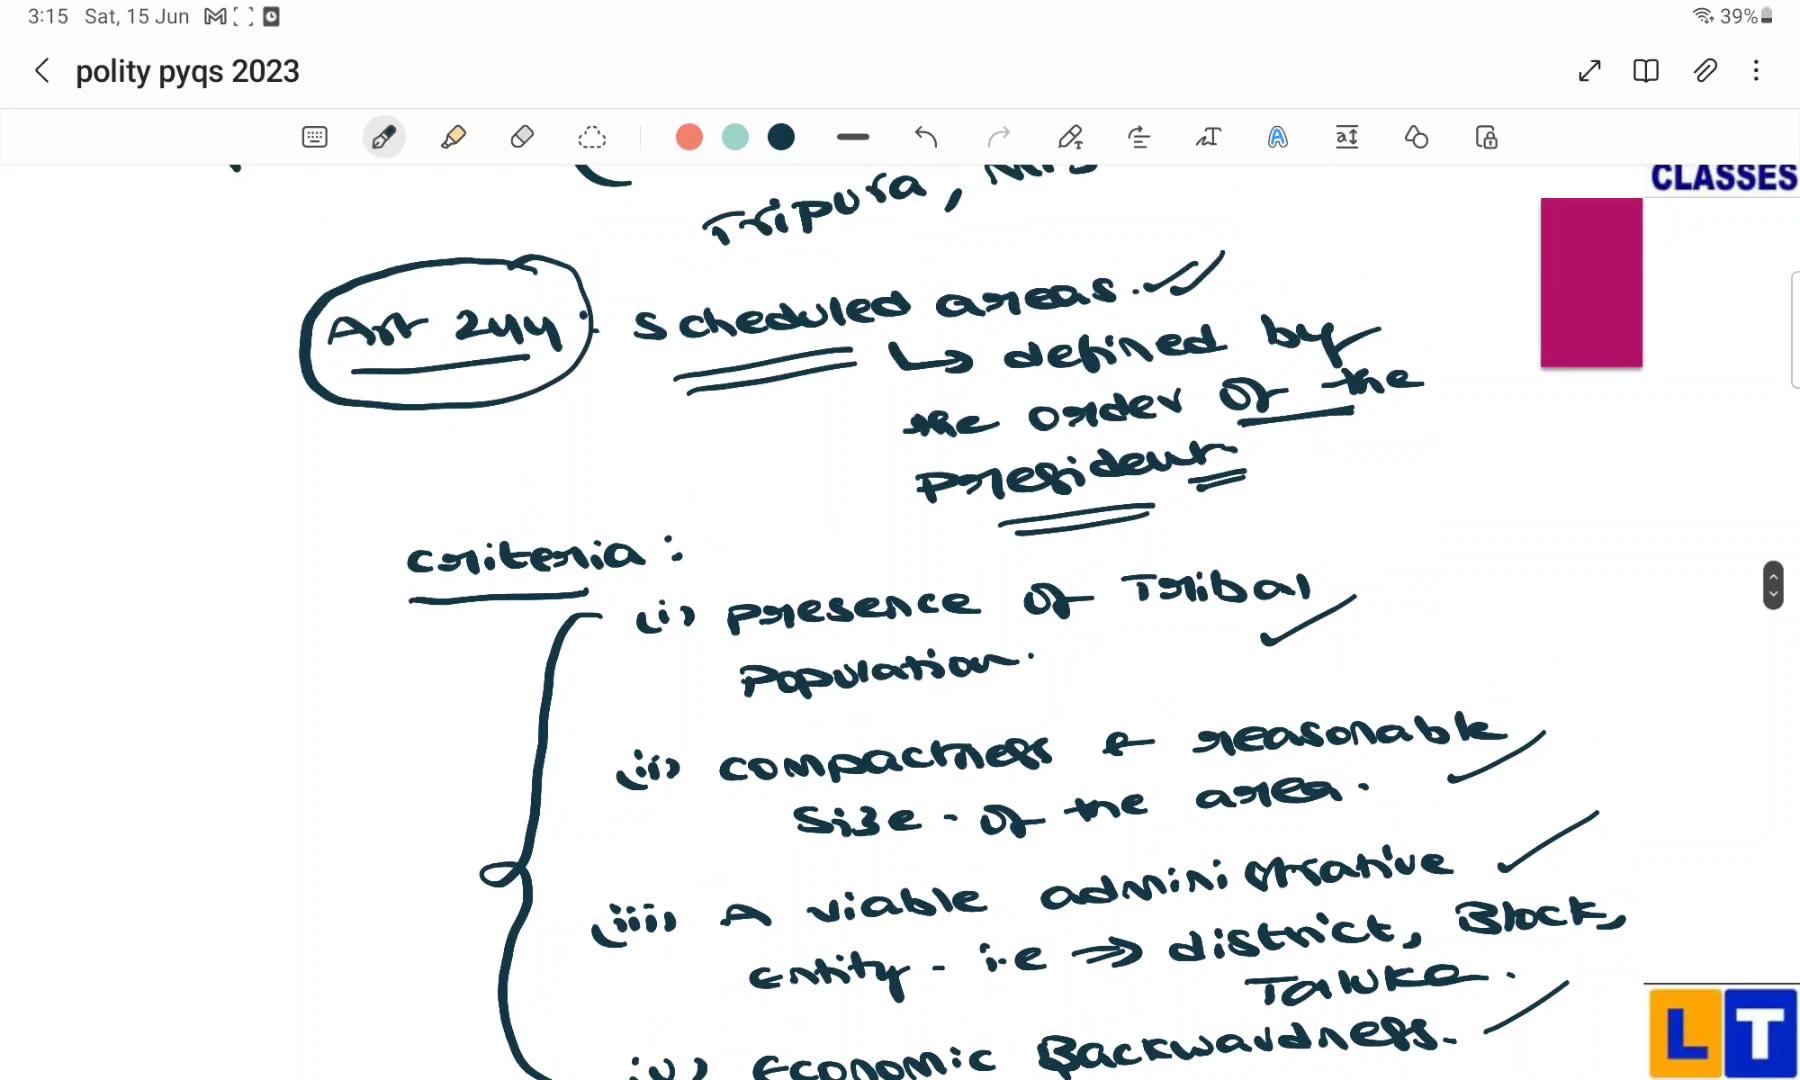 3:15 Sat, 15 Jun
39%
polity pyqs 2023
CLASSES
Tripura,
Art 244: scheduled areas.
↳ defined by
the order of the
president
criteria:
(i) presence of Tribal
population.
(ii) compactness & reasonable
size - of the area.
(iii) A viable administrative
entity - i.e ⇒ district, Block,
Taluka.
(iv) Economic Backwardness.
LT